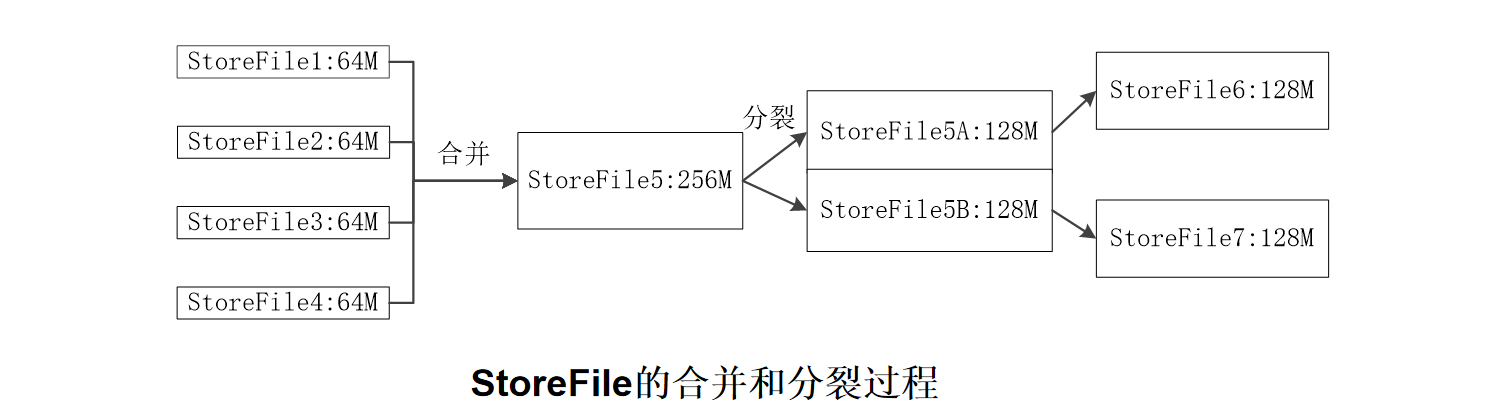 StoreFile1:64M
StoreFile2:64M
StoreFile3:64M
StoreFile4:64M
合并
StoreFile5:256M
分裂
StoreFile5A:128M
StoreFile5B:128M
StoreFile6:128M
StoreFile7:128M
StoreFile的合并和分裂过程